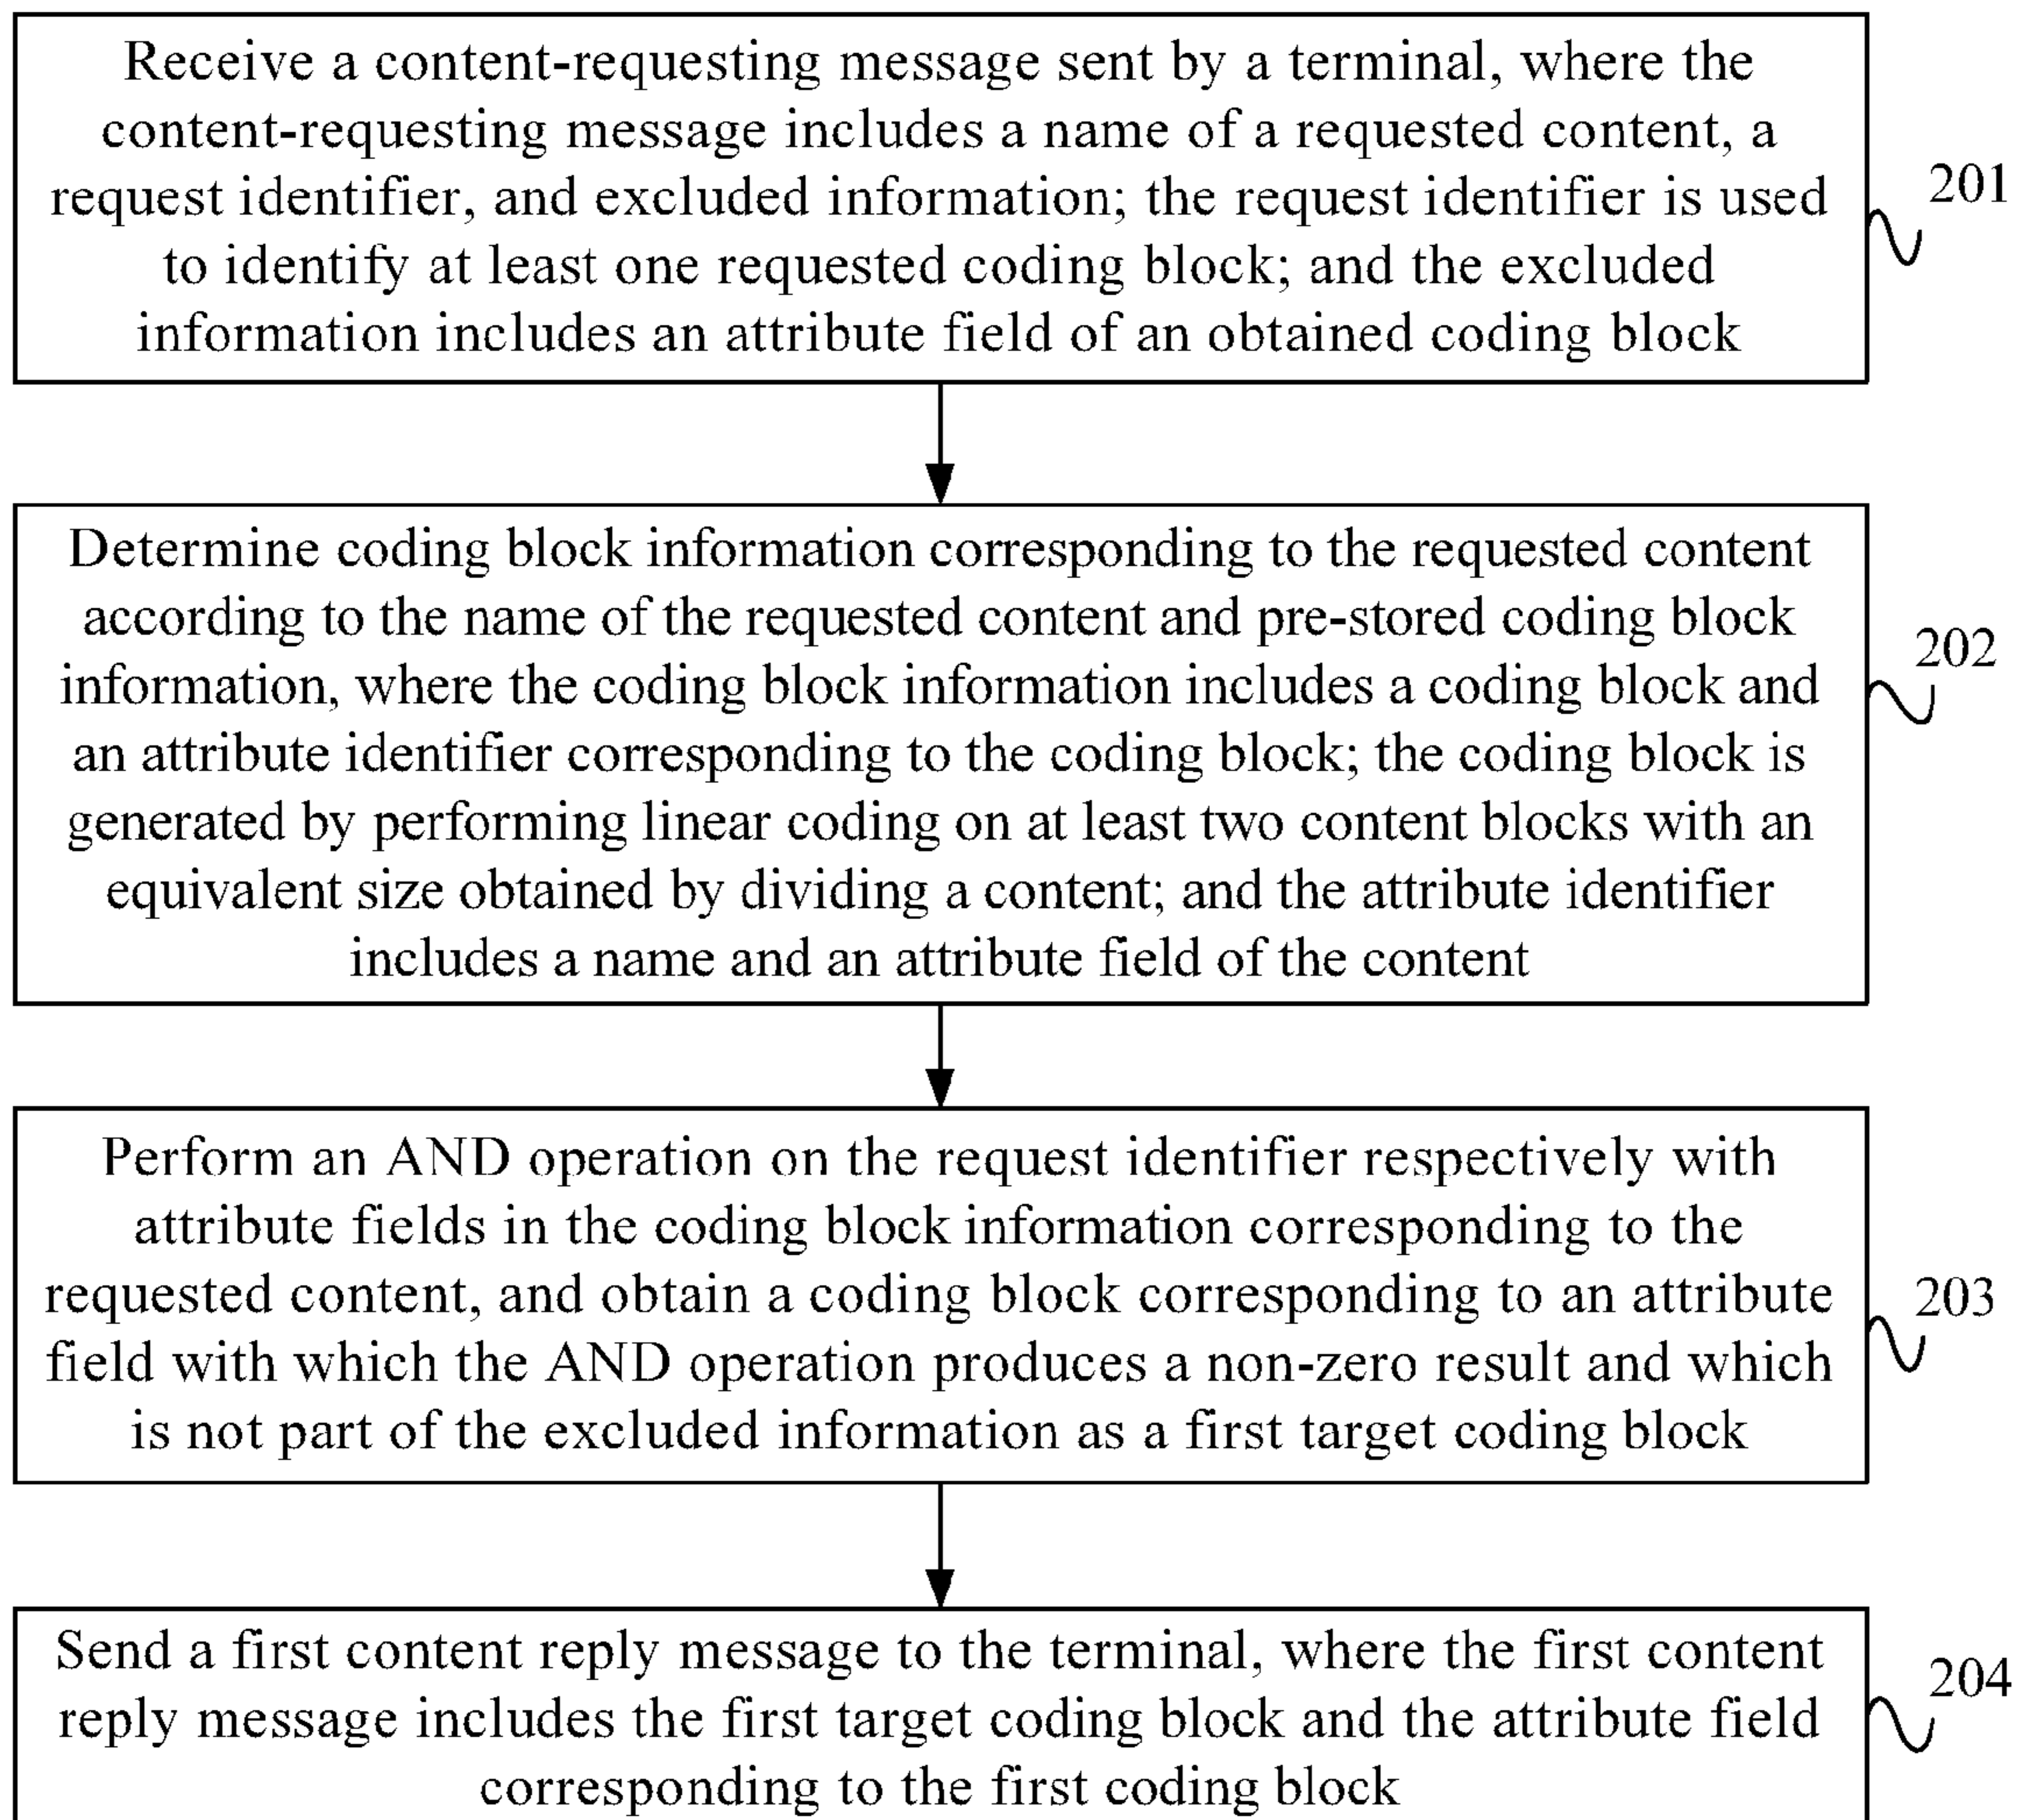 Receive a content-requesting message sent by a terminal, where the
content-requesting message includes a name of a requested content, a
request identifier, and excluded information; the request identifier is used
to identify at least one requested coding block; and the excluded
information includes an attribute field of an obtained coding block
201
Determine coding block information corresponding to the requested content
according to the name of the requested content and pre-stored coding block
information, where the coding block information includes a coding block and
an attribute identifier corresponding to the coding block; the coding block is
generated by performing linear coding on at least two content blocks with an
equivalent size obtained by dividing a content; and the attribute identifier
includes a name and an attribute field of the content
202
Perform an AND operation on the request identifier respectively with
attribute fields in the coding block information corresponding to the
requested content, and obtain a coding block corresponding to an attribute
field with which the AND operation produces a non-zero result and which
is not part of the excluded information as a first target coding block
203
Send a first content reply message to the terminal, where the first content
reply message includes the first target coding block and the attribute field
corresponding to the first coding block
204